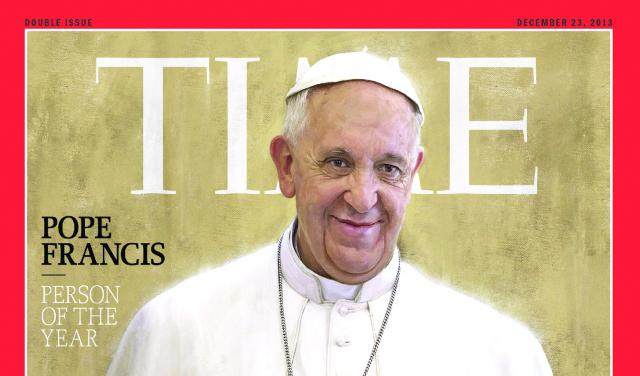 DOUBLE ISSUE
DECEMBER 23, 2013
TIME
POPE
FRANCIS
PERSON
OF THE
YEAR